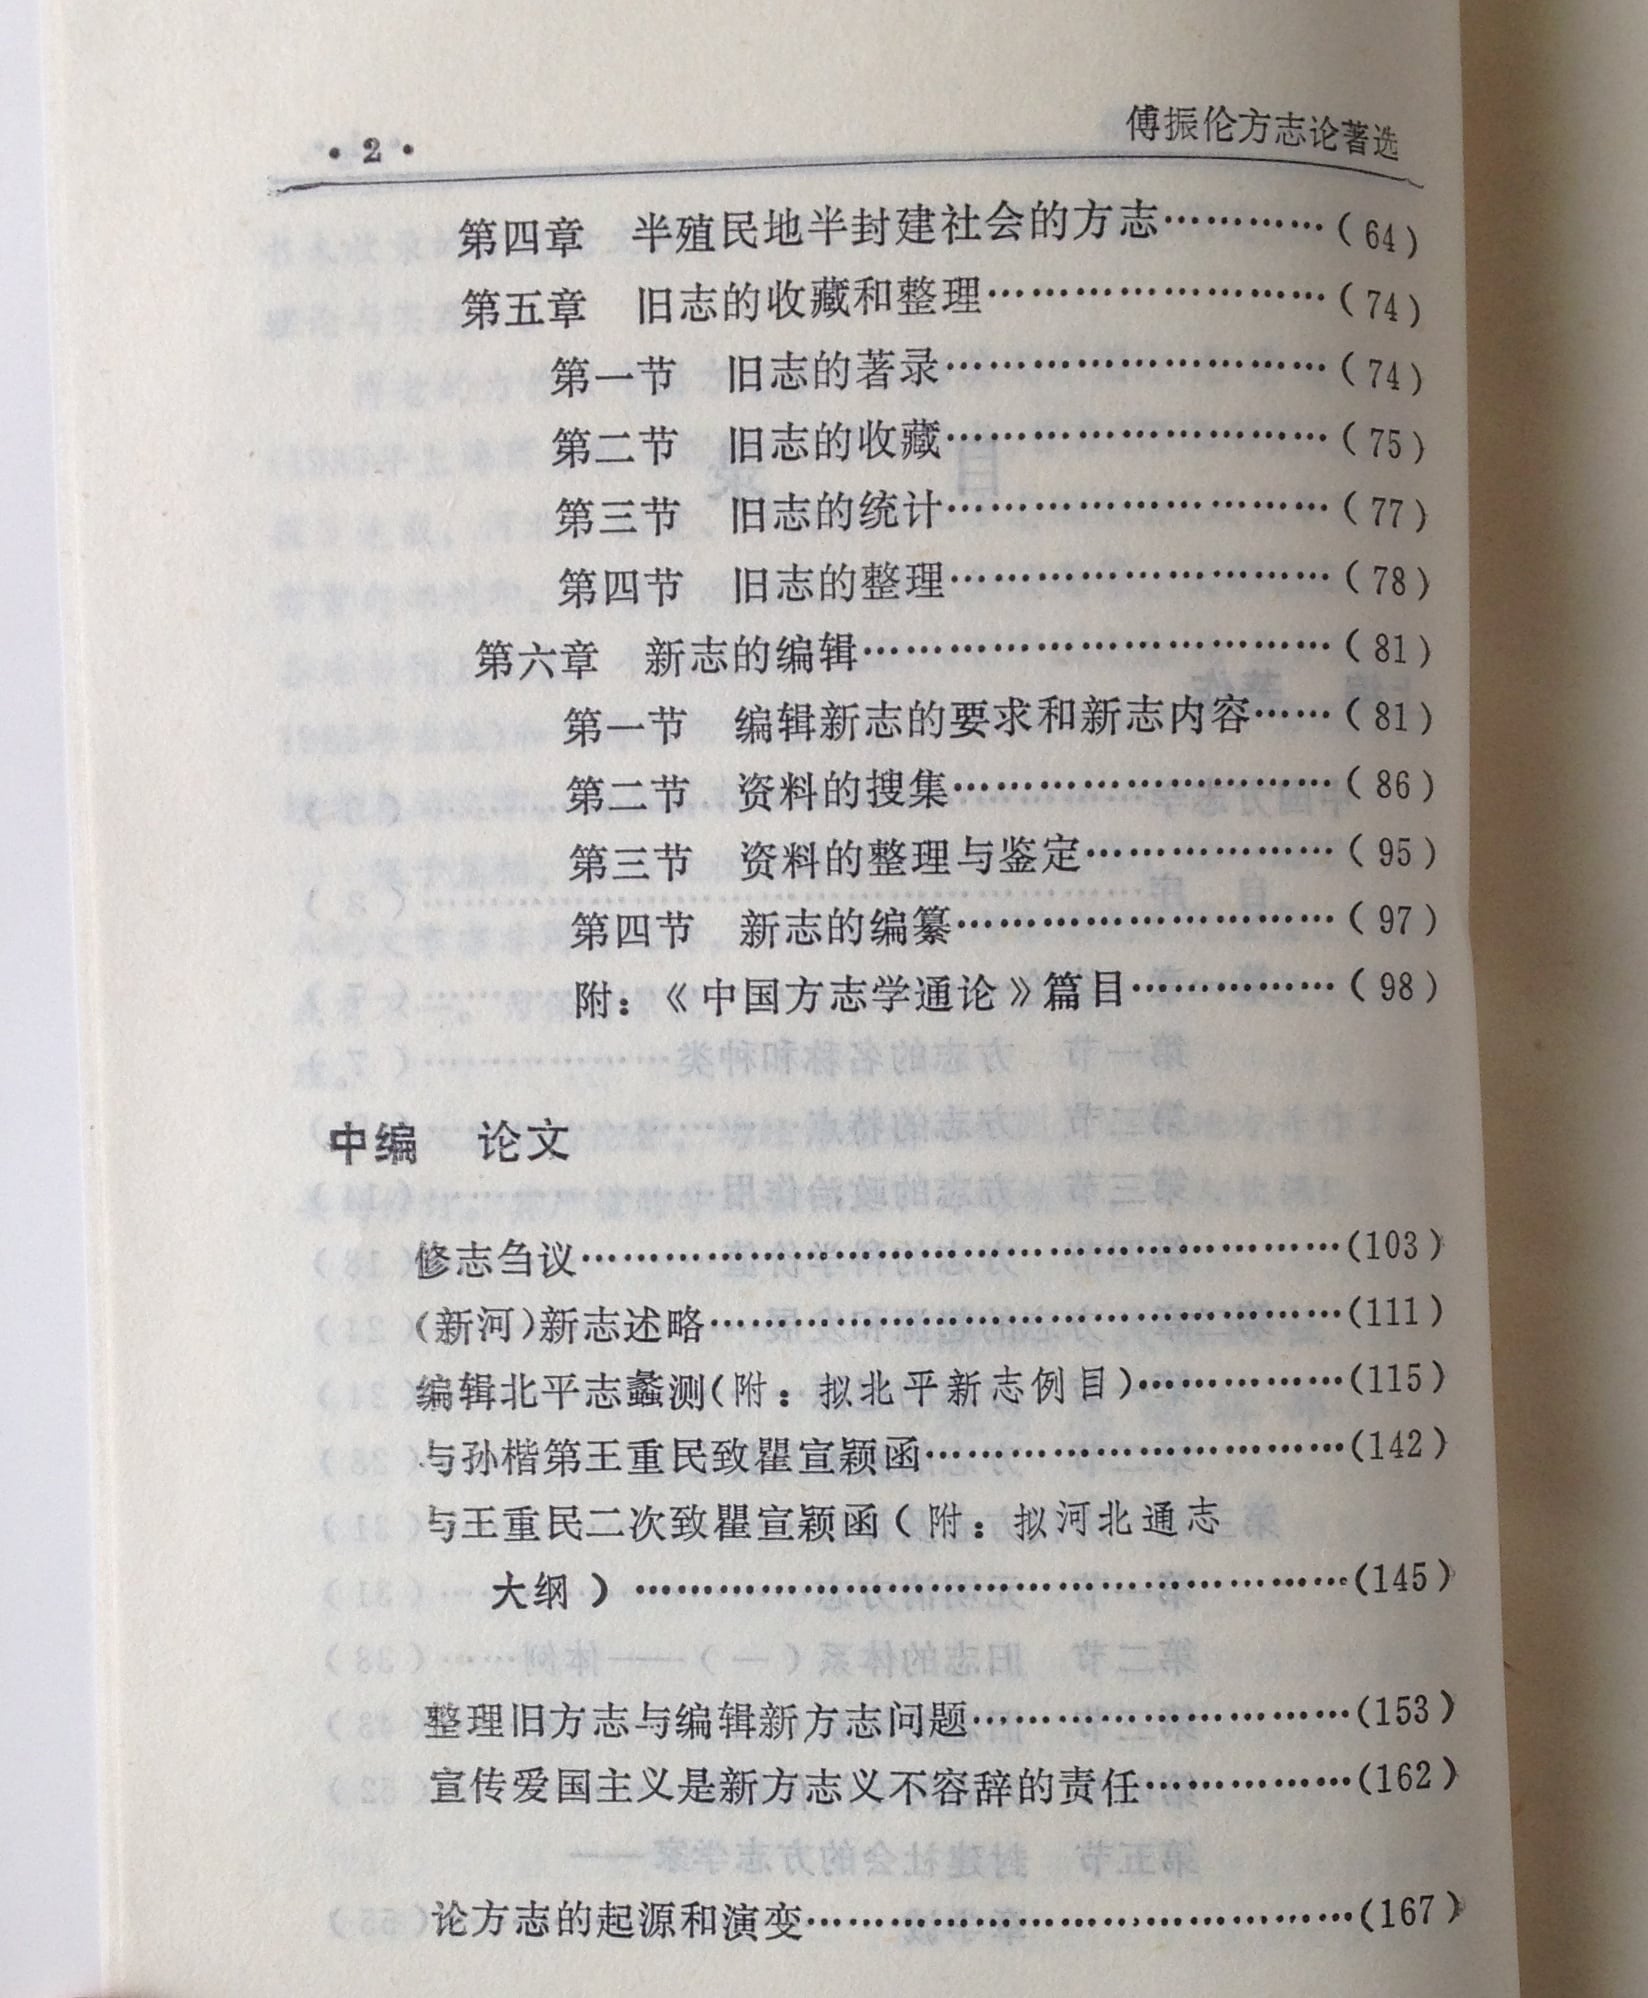 • 2 •
傅振伦方志论著选
第四章　半殖民地半封建社会的方志…………( 64 )
第五章　旧志的收藏和整理……………………( 74 )
第一节　旧志的著录………………………( 74 )
第二节　旧志的收藏………………………( 75 )
第三节　旧志的统计………………………( 77 )
第四节　旧志的整理………………………( 78 )
第六章　新志的编辑……………………………( 81 )
第一节　编辑新志的要求和新志内容……( 81 )
第二节　资料的搜集………………………( 86 )
第三节　资料的整理与鉴定………………( 95 )
第四节　新志的编纂………………………( 97 )
附：《中国方志学通论》篇目……………( 98 )
中编　论文
修志刍议………………………………………………(103)
(新河)新志述略………………………………………(111)
编辑北平志蠡测(附：拟北平新志例目)……………(115)
与孙楷第王重民致瞿宣颖函…………………………(142)
与王重民二次致瞿宣颖函(附：拟河北通志
大纲)……………………………………………(145)
整理旧方志与编辑新方志问题………………………(153)
宣传爱国主义是新方志义不容辞的责任……………(162)
论方志的起源和演变…………………………………(167)